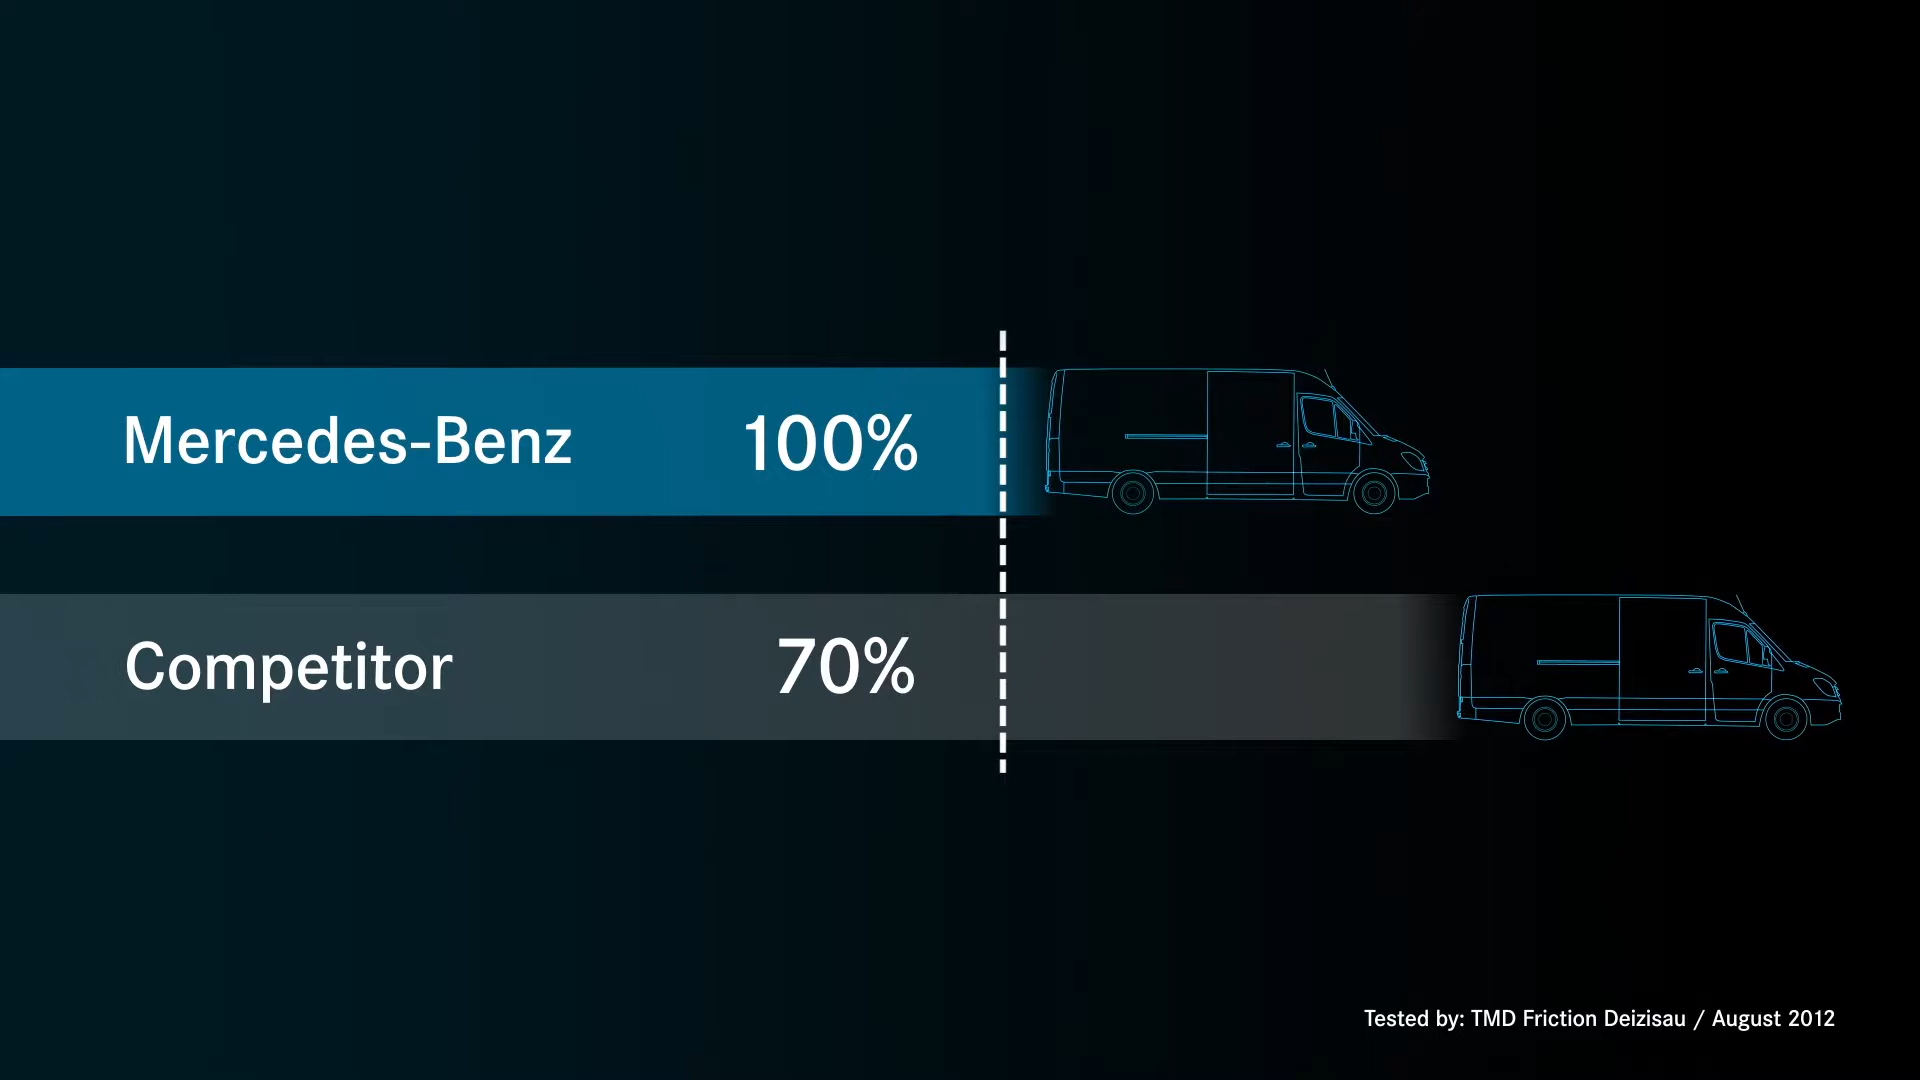 Mercedes-Benz 100%
Competitor 70%
Tested by: TMD Friction Deizisau / August 2012